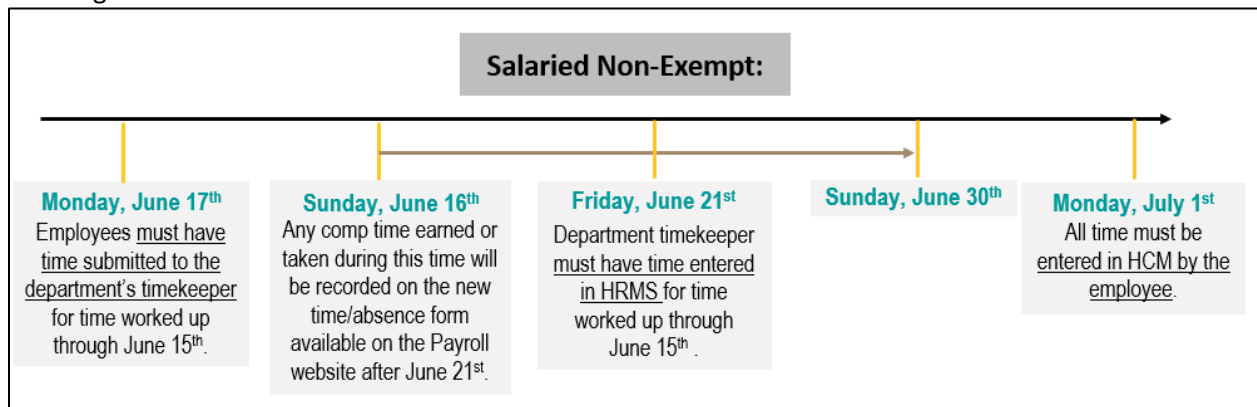 Salaried Non-Exempt:
Monday, June 17th
Employees must have
time submitted to the
department's timekeeper
for time worked up
through June 15th.
Sunday, June 16th
Any comp time earned or
taken during this time will
be recorded on the new
time/absence form
available on the Payroll
website after June 21st.
Friday, June 21st
Department timekeeper
must have time entered
in HRMS for time
worked up through
June 15th .
Sunday, June 30th
Monday, July 1st
All time must be
entered in HCM by the
employee.